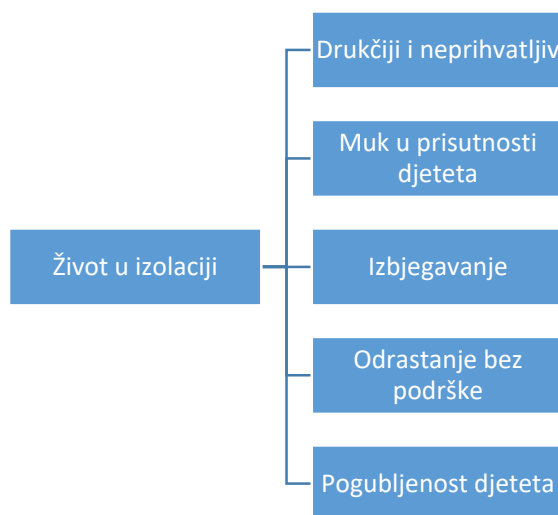 Drukčiji i neprihvatljiv
Muk u prisutnosti
djeteta
Život u izolaciji
Izbjegavanje
Odrastanje bez
podrške
Pogubljenost djeteta